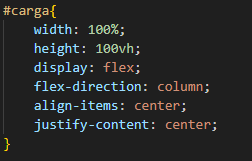 #carga{
    width: 100%;
    height: 100vh;
    display: flex;
    flex-direction: column;
    align-items: center;
    justify-content: center;
}